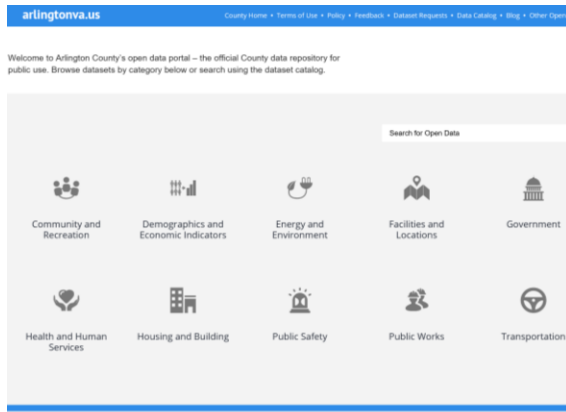 arlingtonva.us
County Home • Terms of Use • Policy • Feedback • Dataset Requests • Data Catalog • Blog • Other Open
Welcome to Arlington County's open data portal – the official County data repository for
public use. Browse datasets by category below or search using the dataset catalog.
Search for Open Data
Community and
Recreation
Demographics and
Economic Indicators
Energy and
Environment
Facilities and
Locations
Government
Health and Human
Services
Housing and Building
Public Safety
Public Works
Transportation